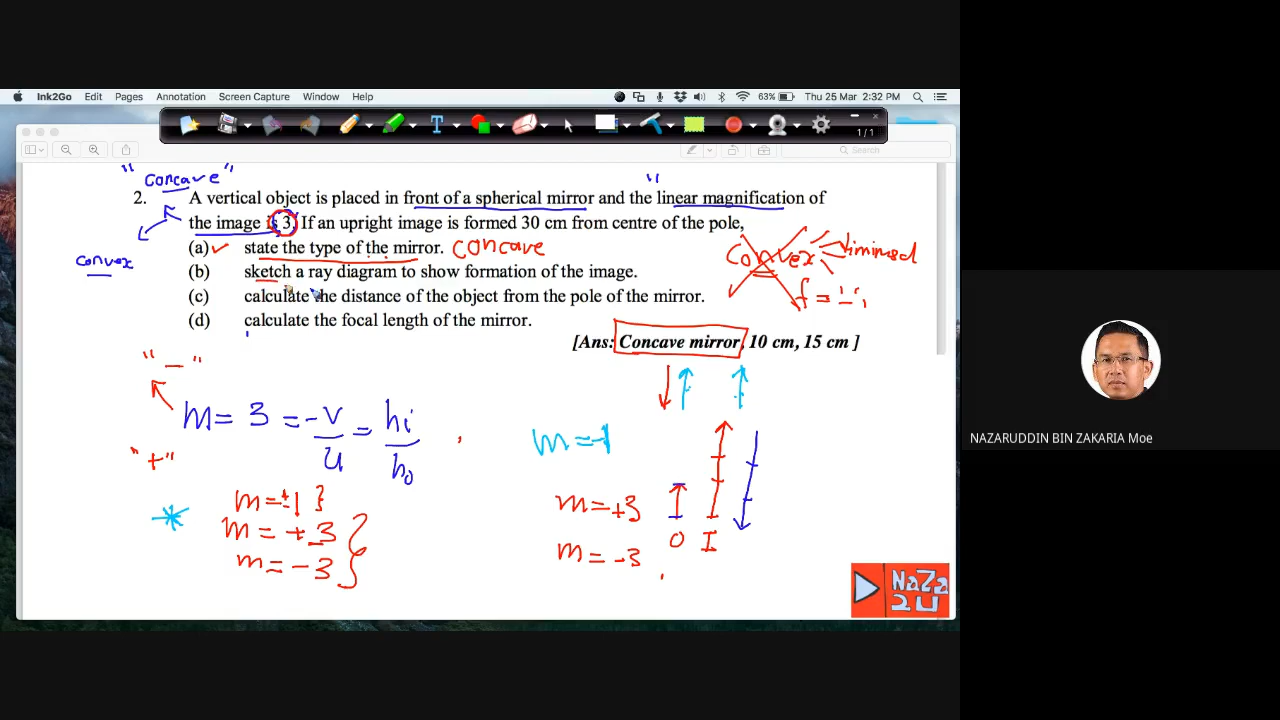 Ink2Go Edit Pages Annotation Screen Capture Window Help 63% Thu 25 Mar 2:32 PM
1/1
Search
"concave"
"
2. A vertical object is placed in front of a spherical mirror and the linear magnification of
the image is 3. If an upright image is formed 30 cm from centre of the pole,
(a) state the type of the mirror. concave
convex
convex
(b) sketch a ray diagram to show formation of the image.
(c) calculate the distance of the object from the pole of the mirror.
f = "-"
(d) calculate the focal length of the mirror.
[Ans: Concave mirror, 10 cm, 15 cm ]
"-"
m = 3 = -v/u = hi/ho
m = -1
"+"
m = ±1 }
m = +3
m = +3
m = -3
m = -3
O I
NAZARUDDIN BIN ZAKARIA Moe
NaZa
2U